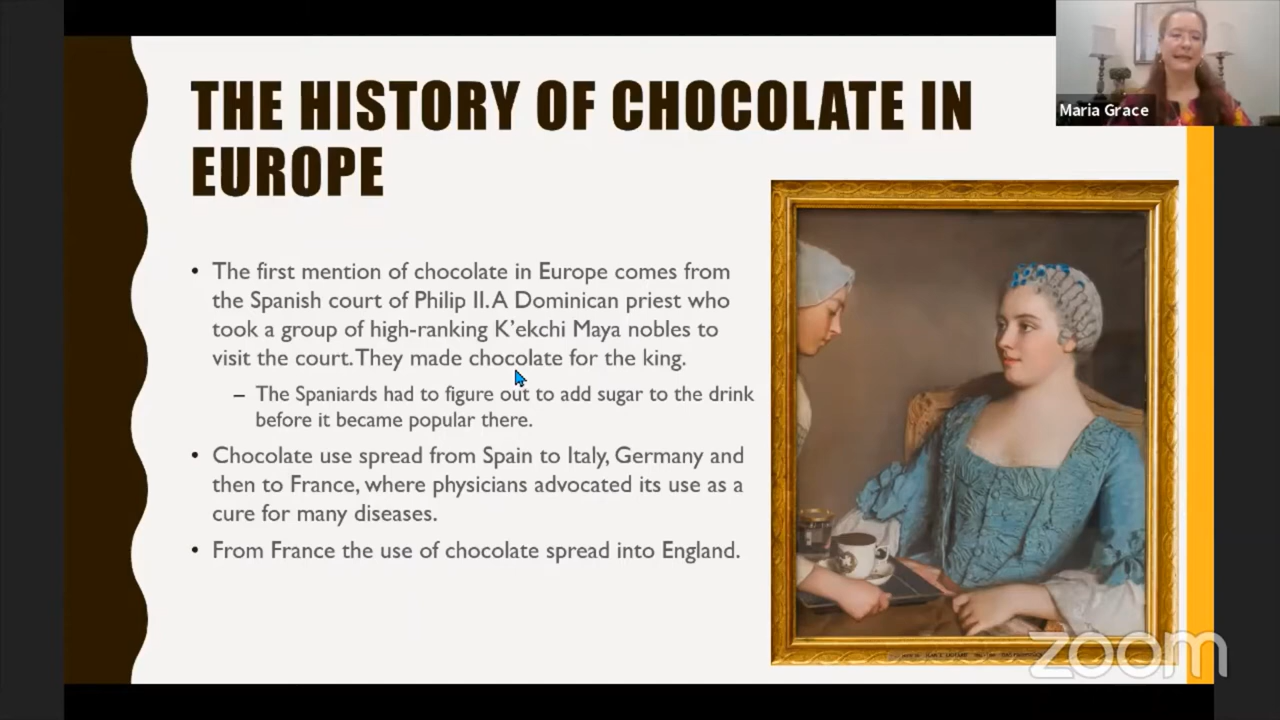 THE HISTORY OF CHOCOLATE IN
EUROPE
Maria Grace
• The first mention of chocolate in Europe comes from
the Spanish court of Philip II. A Dominican priest who
took a group of high-ranking K'ekchi Maya nobles to
visit the court. They made chocolate for the king.
– The Spaniards had to figure out to add sugar to the drink
before it became popular there.
• Chocolate use spread from Spain to Italy, Germany and
then to France, where physicians advocated its use as a
cure for many diseases.
• From France the use of chocolate spread into England.
zoom